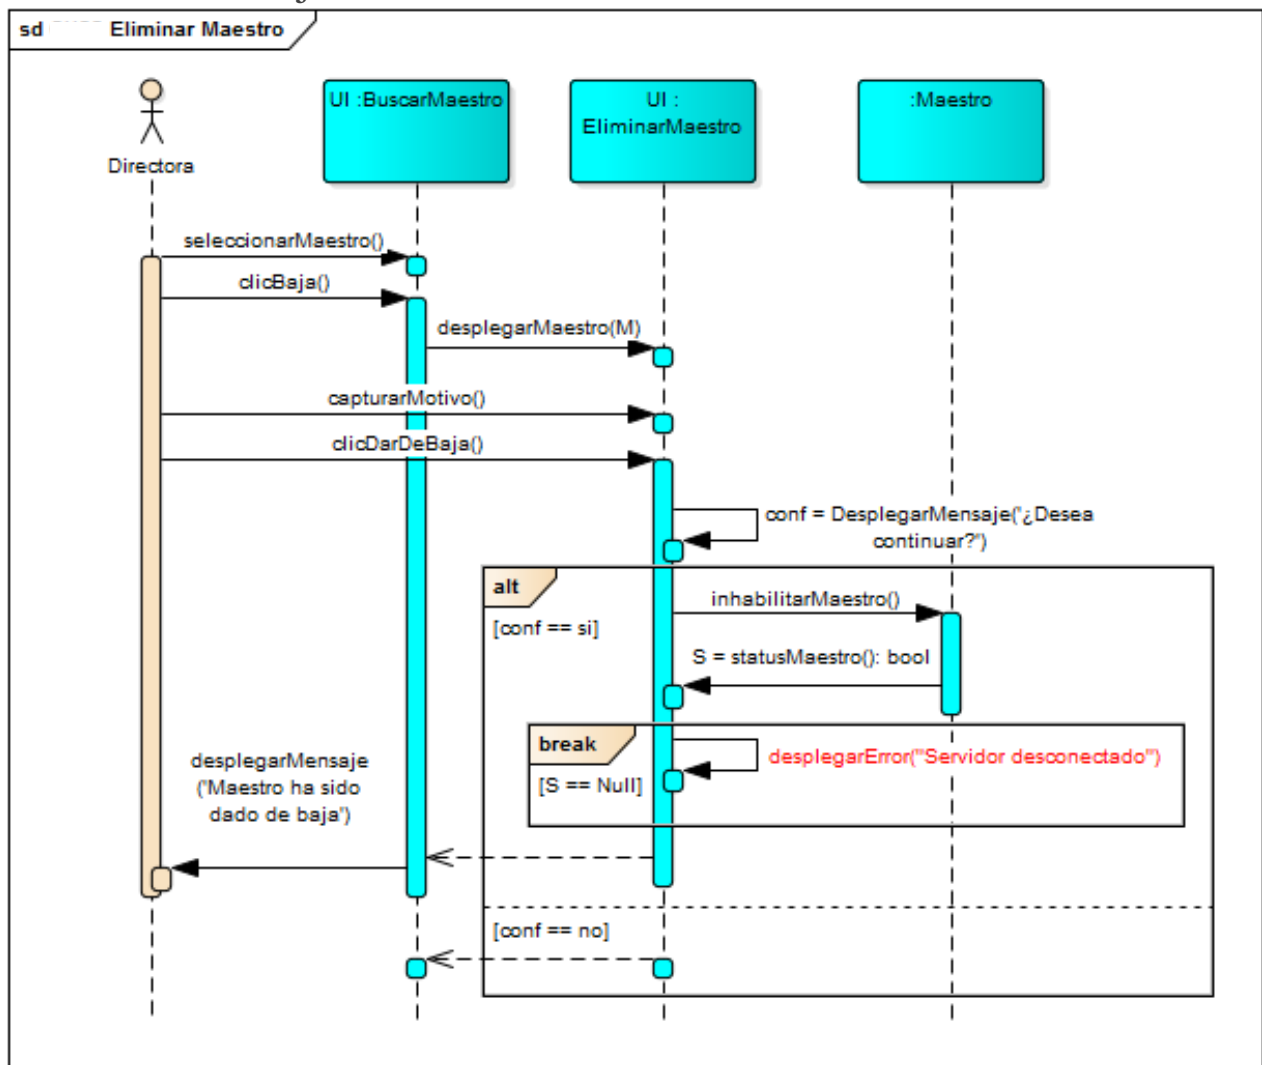 sd Eliminar Maestro
Directora
UI :BuscarMaestro
UI :
EliminarMaestro
:Maestro
seleccionarMaestro()
clicBaja()
desplegarMaestro(M)
capturarMotivo()
clicDarDeBaja()
conf = DesplegarMensaje('¿Desea
continuar?')
alt
[conf == si]
inhabilitarMaestro()
S = statusMaestro(): bool
break
[S == Null]
desplegarError("Servidor desconectado")
desplegarMensaje
('Maestro ha sido
dado de baja')
[conf == no]